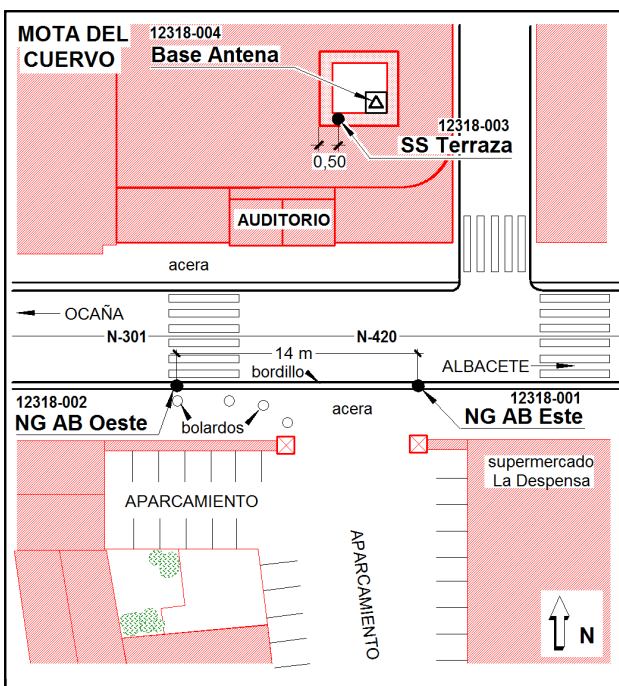 MOTA DEL
CUERVO
12318-004
Base Antena
12318-003
SS Terraza
0,50
AUDITORIO
acera
OCAÑA
N-301
N-420
14 m
ALBACETE
bordillo
12318-002
NG AB Oeste
bolardos
acera
12318-001
NG AB Este
supermercado
La Despensa
APARCAMIENTO
APARCAMIENTO
N